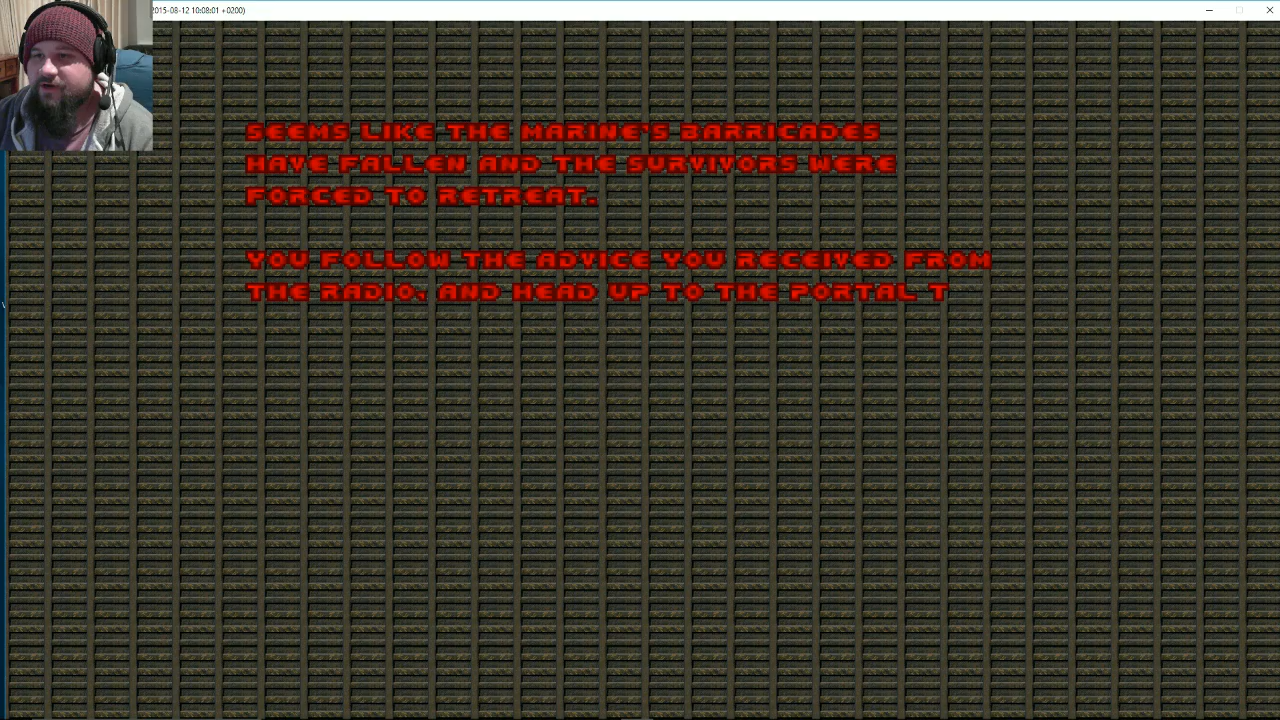 2015-08-12 10:08:01 +0200)
SEEMS LIKE THE MARINE'S BARRICADES
HAVE FALLEN AND THE SURVIVORS WERE
FORCED TO RETREAT.
YOU FOLLOW THE ADVICE YOU RECEIVED FROM
THE RADIO, AND HEAD UP TO THE PORTAL T